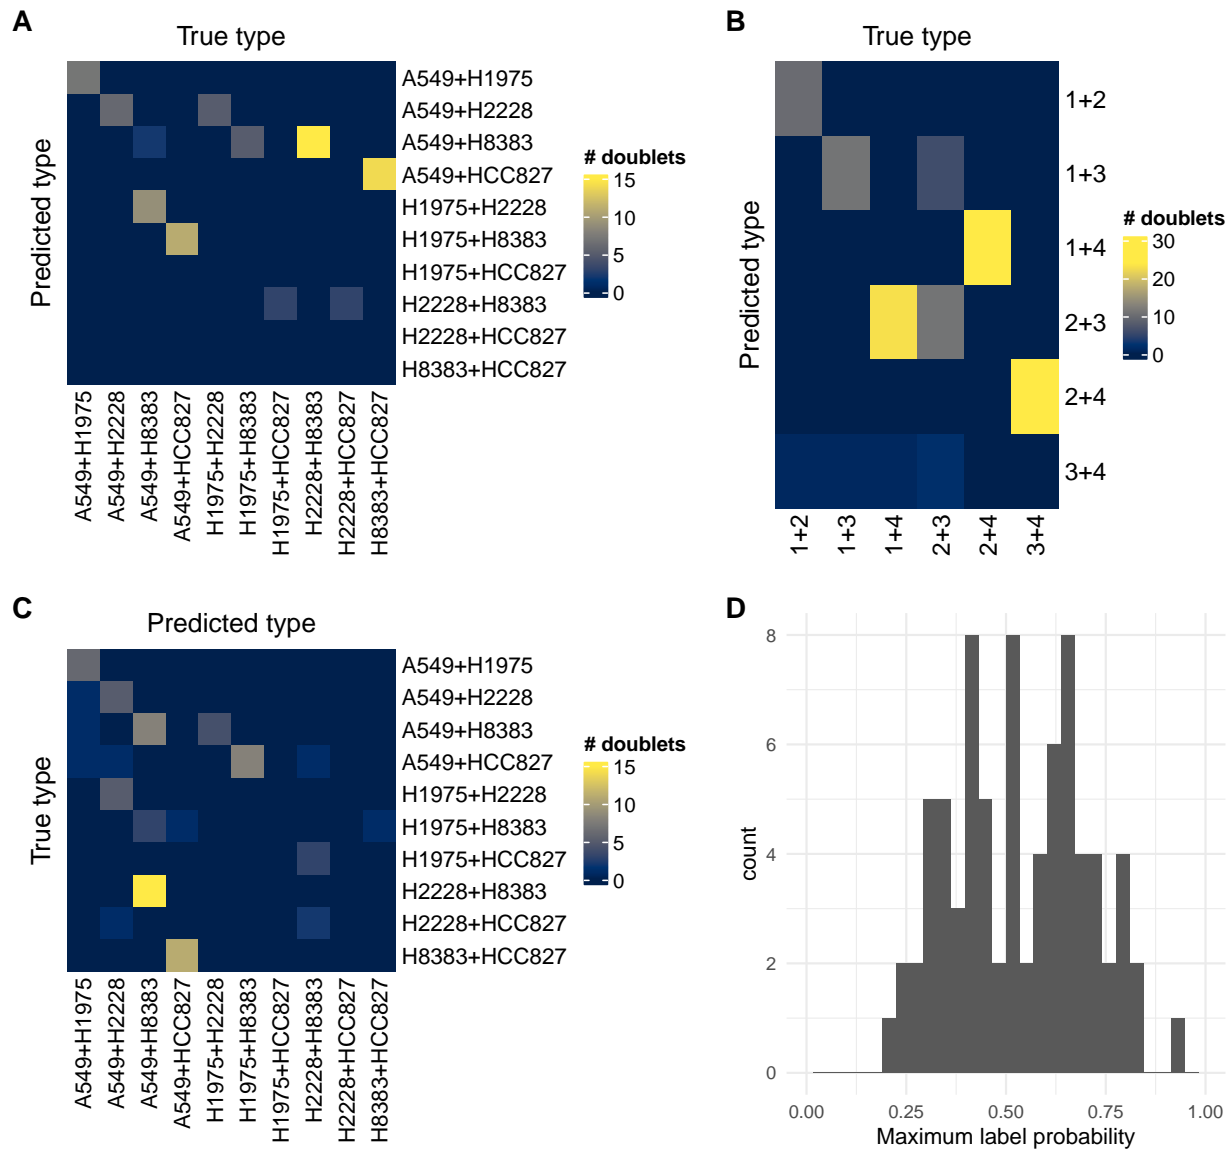 A
True type
Predicted type
A549+H1975
A549+H2228
A549+H8383
A549+HCC827
H1975+H2228
H1975+H8383
H1975+HCC827
H2228+H8383
H2228+HCC827
H8383+HCC827
# doublets
15
10
5
0
A549+H1975
A549+H2228
A549+H8383
A549+HCC827
H1975+H2228
H1975+H8383
H1975+HCC827
H2228+H8383
H2228+HCC827
H8383+HCC827
B
True type
Predicted type
1+2
1+3
1+4
2+3
2+4
3+4
# doublets
30
20
10
0
1+2
1+3
1+4
2+3
2+4
3+4
C
Predicted type
True type
A549+H1975
A549+H2228
A549+H8383
A549+HCC827
H1975+H2228
H1975+H8383
H1975+HCC827
H2228+H8383
H2228+HCC827
H8383+HCC827
# doublets
15
10
5
0
A549+H1975
A549+H2228
A549+H8383
A549+HCC827
H1975+H2228
H1975+H8383
H1975+HCC827
H2228+H8383
H2228+HCC827
H8383+HCC827
D
count
8
6
4
2
0
0.00
0.25
0.50
0.75
1.00
Maximum label probability